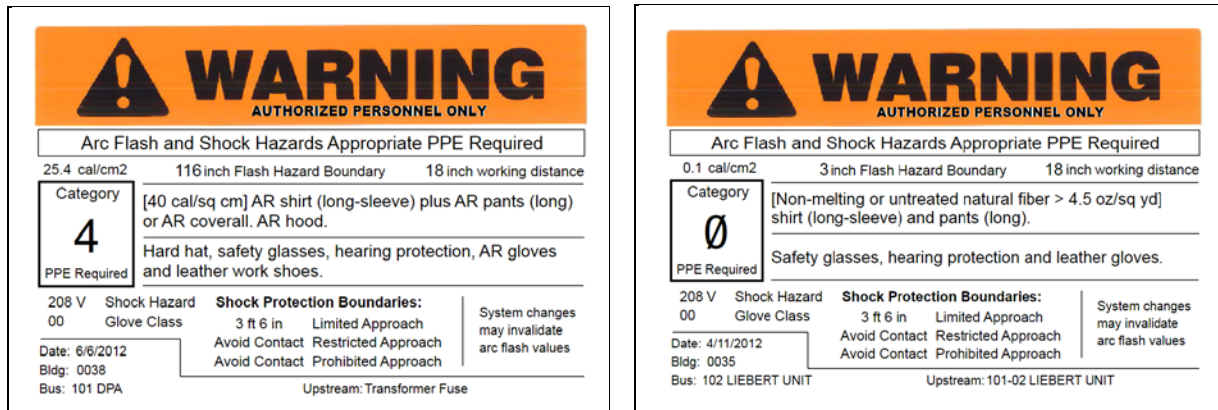 WARNING
AUTHORIZED PERSONNEL ONLY
Arc Flash and Shock Hazards Appropriate PPE Required
25.4 cal/cm2 116 inch Flash Hazard Boundary 18 inch working distance
Category
4
PPE Required
[40 cal/sq cm] AR shirt (long-sleeve) plus AR pants (long)
or AR coverall. AR hood.
Hard hat, safety glasses, hearing protection, AR gloves
and leather work shoes.
208 V Shock Hazard
00 Glove Class
Shock Protection Boundaries:
3 ft 6 in Limited Approach
Avoid Contact Restricted Approach
Avoid Contact Prohibited Approach
System changes
may invalidate
arc flash values
Date: 6/6/2012
Bldg: 0038
Bus: 101 DPA
Upstream: Transformer Fuse
WARNING
AUTHORIZED PERSONNEL ONLY
Arc Flash and Shock Hazards Appropriate PPE Required
0.1 cal/cm2 3 inch Flash Hazard Boundary 18 inch working distance
Category
Ø
PPE Required
[Non-melting or untreated natural fiber > 4.5 oz/sq yd]
shirt (long-sleeve) and pants (long).
Safety glasses, hearing protection and leather gloves.
208 V Shock Hazard
00 Glove Class
Shock Protection Boundaries:
3 ft 6 in Limited Approach
Avoid Contact Restricted Approach
Avoid Contact Prohibited Approach
System changes
may invalidate
arc flash values
Date: 4/11/2012
Bldg: 0035
Bus: 102 LIEBERT UNIT
Upstream: 101-02 LIEBERT UNIT